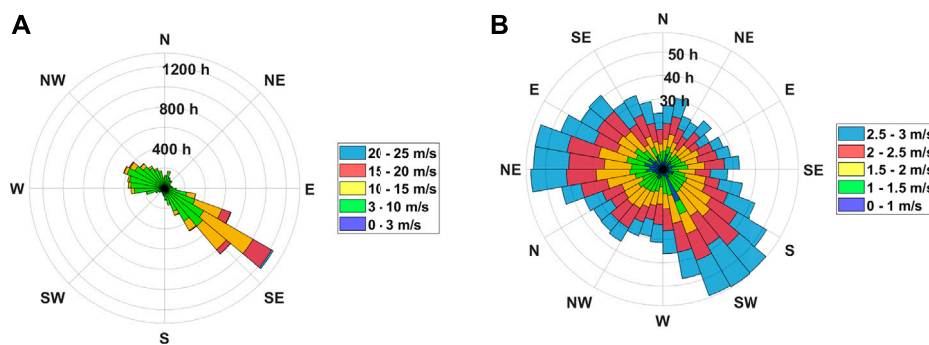 A
N
NE
E
SE
S
SW
W
NW
1200 h
800 h
400 h
20 - 25 m/s
15 - 20 m/s
10 - 15 m/s
3 - 10 m/s
0 - 3 m/s
B
N
NE
E
SE
S
SW
W
NW
N
NE
E
SE
50 h
40 h
30 h
2.5 - 3 m/s
2 - 2.5 m/s
1.5 - 2 m/s
1 - 1.5 m/s
0 - 1 m/s